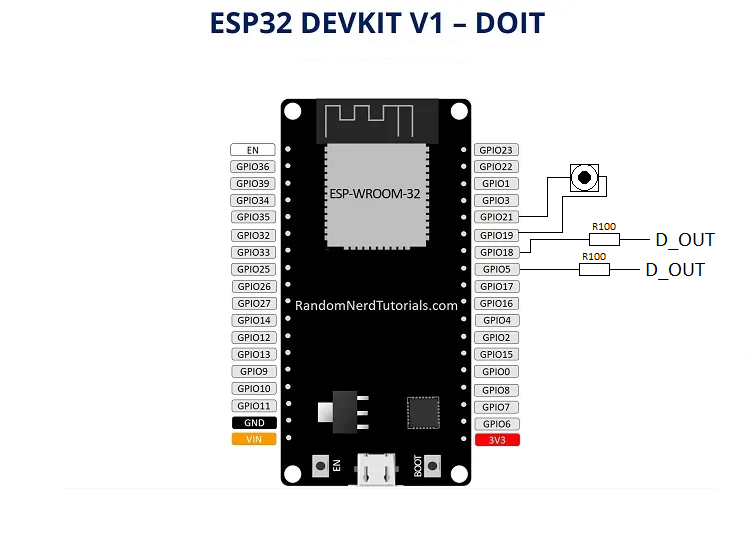 ESP32 DEVKIT V1 – DOIT
EN
GPIO36
GPIO39
GPIO34
GPIO35
GPIO32
GPIO33
GPIO25
GPIO26
GPIO27
GPIO14
GPIO12
GPIO13
GPIO9
GPIO10
GPIO11
GND
VIN
ESP-WROOM-32
RandomNerdTutorials.com
EN
BOOT
GPIO23
GPIO22
GPIO1
GPIO3
GPIO21
GPIO19
GPIO18
GPIO5
GPIO17
GPIO16
GPIO4
GPIO2
GPIO15
GPIO0
GPIO8
GPIO7
GPIO6
3V3
R100
D_OUT
R100
D_OUT